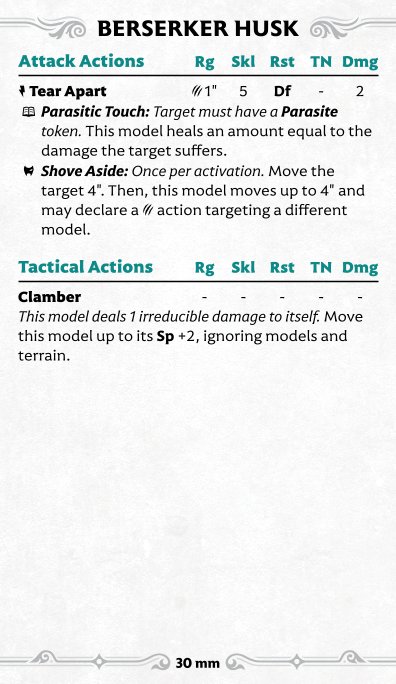 BERSERKER HUSK
Attack Actions Rg Skl Rst TN Dmg
Tear Apart 1" 5 Df - 2
Parasitic Touch: Target must have a Parasite
token. This model heals an amount equal to the
damage the target suffers.
Shove Aside: Once per activation. Move the
target 4". Then, this model moves up to 4" and
may declare a action targeting a different
model.
Tactical Actions Rg Skl Rst TN Dmg
Clamber - - - - -
This model deals 1 irreducible damage to itself. Move
this model up to its Sp +2, ignoring models and
terrain.
30 mm